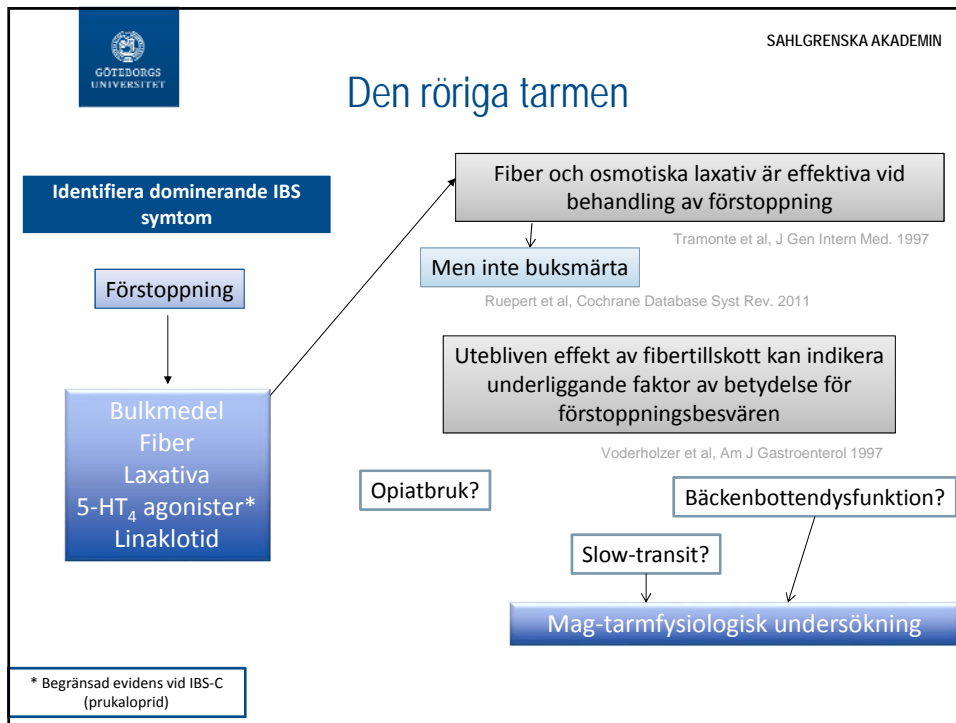 GÖTEBORGS
UNIVERSITET
SAHLGRENSKA AKADEMIN
Den röriga tarmen
Identifiera dominerande IBS
symtom
Förstoppning
Bulkmedel
Fiber
Laxativa
5-HT₄ agonister*
Linaklotid
Fiber och osmotiska laxativ är effektiva vid
behandling av förstoppning
Tramonte et al, J Gen Intern Med. 1997
Men inte buksmärta
Ruepert et al, Cochrane Database Syst Rev. 2011
Utebliven effekt av fibertillskott kan indikera
underliggande faktor av betydelse för
förstoppningsbesvären
Voderholzer et al, Am J Gastroenterol 1997
Opiatbruk?
Bäckenbottendysfunktion?
Slow-transit?
Mag-tarmfysiologisk undersökning
* Begränsad evidens vid IBS-C
(prukaloprid)